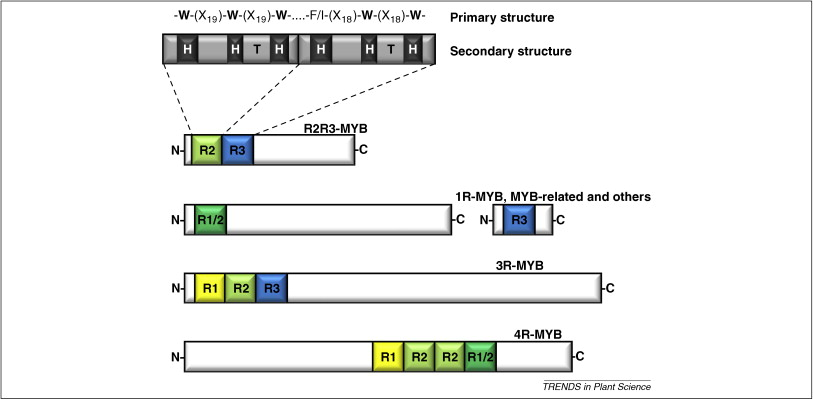 -W-(X19)-W-(X19)-W-....-F/I-(X18)-W-(X18)-W- Primary structure
H H T H H H T H Secondary structure
R2R3-MYB
N- R2 R3 -C
1R-MYB, MYB-related and others
N- R1/2 -C N- R3 -C
3R-MYB
N- R1 R2 R3 -C
4R-MYB
N- R1 R2 R2 R1/2 -C
TRENDS in Plant Science